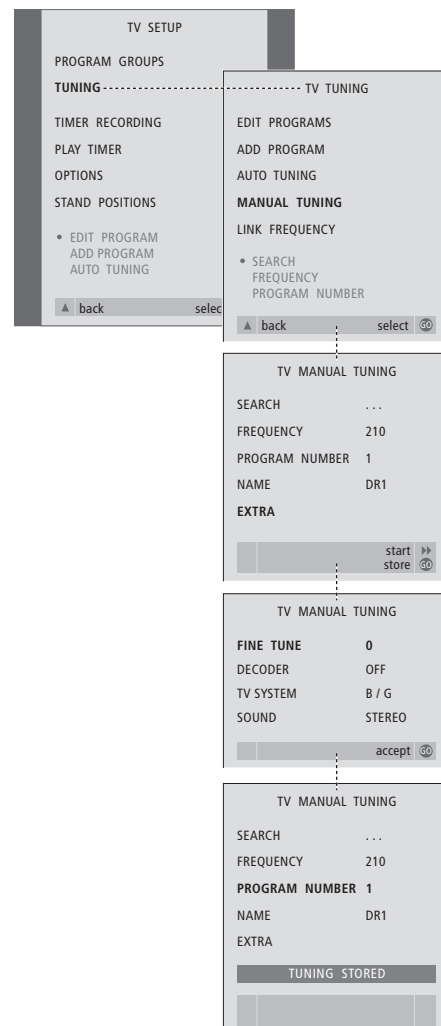 TV SETUP
PROGRAM GROUPS
TUNING
TIMER RECORDING
PLAY TIMER
OPTIONS
STAND POSITIONS
• EDIT PROGRAM
ADD PROGRAM
AUTO TUNING
▲ back selec
TV TUNING
EDIT PROGRAMS
ADD PROGRAM
AUTO TUNING
MANUAL TUNING
LINK FREQUENCY
• SEARCH
FREQUENCY
PROGRAM NUMBER
▲ back select GO
TV MANUAL TUNING
SEARCH . . .
FREQUENCY 210
PROGRAM NUMBER 1
NAME DR1
EXTRA
start
store GO
TV MANUAL TUNING
FINE TUNE 0
DECODER OFF
TV SYSTEM B / G
SOUND STEREO
accept GO
TV MANUAL TUNING
SEARCH . . .
FREQUENCY 210
PROGRAM NUMBER 1
NAME DR1
EXTRA
TUNING STORED